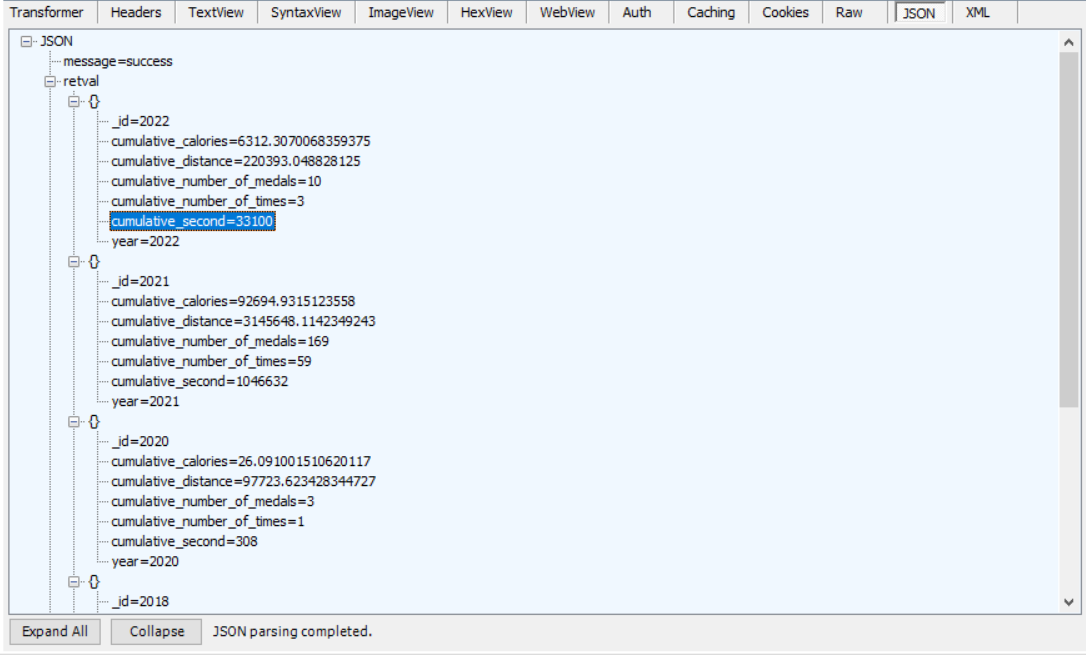 Transformer Headers TextView SyntaxView ImageView HexView WebView Auth Caching Cookies Raw JSON XML
JSON
message=success
retval
{}
_id=2022
cumulative_calories=6312.3070068359375
cumulative_distance=220393.048828125
cumulative_number_of_medals=10
cumulative_number_of_times=3
cumulative_second=33100
year=2022
{}
_id=2021
cumulative_calories=92694.9315123558
cumulative_distance=3145648.1142349243
cumulative_number_of_medals=169
cumulative_number_of_times=59
cumulative_second=1046632
year=2021
{}
_id=2020
cumulative_calories=26.091001510620117
cumulative_distance=97723.623428344727
cumulative_number_of_medals=3
cumulative_number_of_times=1
cumulative_second=308
year=2020
{}
_id=2018
Expand All Collapse JSON parsing completed.